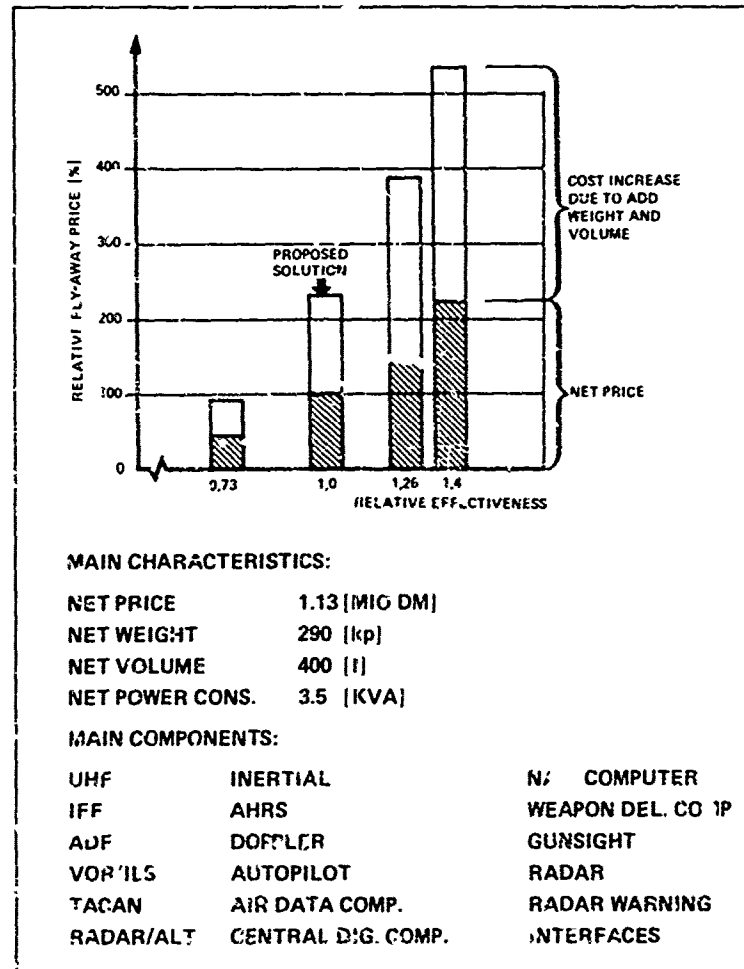 500
400
300
200
100
0
RELATIVE FLY-AWAY PRICE [%]
PROPOSED
SOLUTION
COST INCREASE
DUE TO ADD
WEIGHT AND
VOLUME
NET PRICE
0,73 1,0 1,26 1,4
RELATIVE EFFECTIVENESS
MAIN CHARACTERISTICS:
NET PRICE 1.13 [MIO DM]
NET WEIGHT 290 [kp]
NET VOLUME 400 [l]
NET POWER CONS. 3.5 [KVA]
MAIN COMPONENTS:
UHF INERTIAL COMPUTER
IFF AHRS WEAPON DEL.
ADF DOPPLER GUNSIGHT
VOR/ILS AUTOPILOT RADAR
TACAN AIR DATA COMP. RADAR WARNING
RADAR/ALT CENTRAL DIG. COMP. INTERFACES